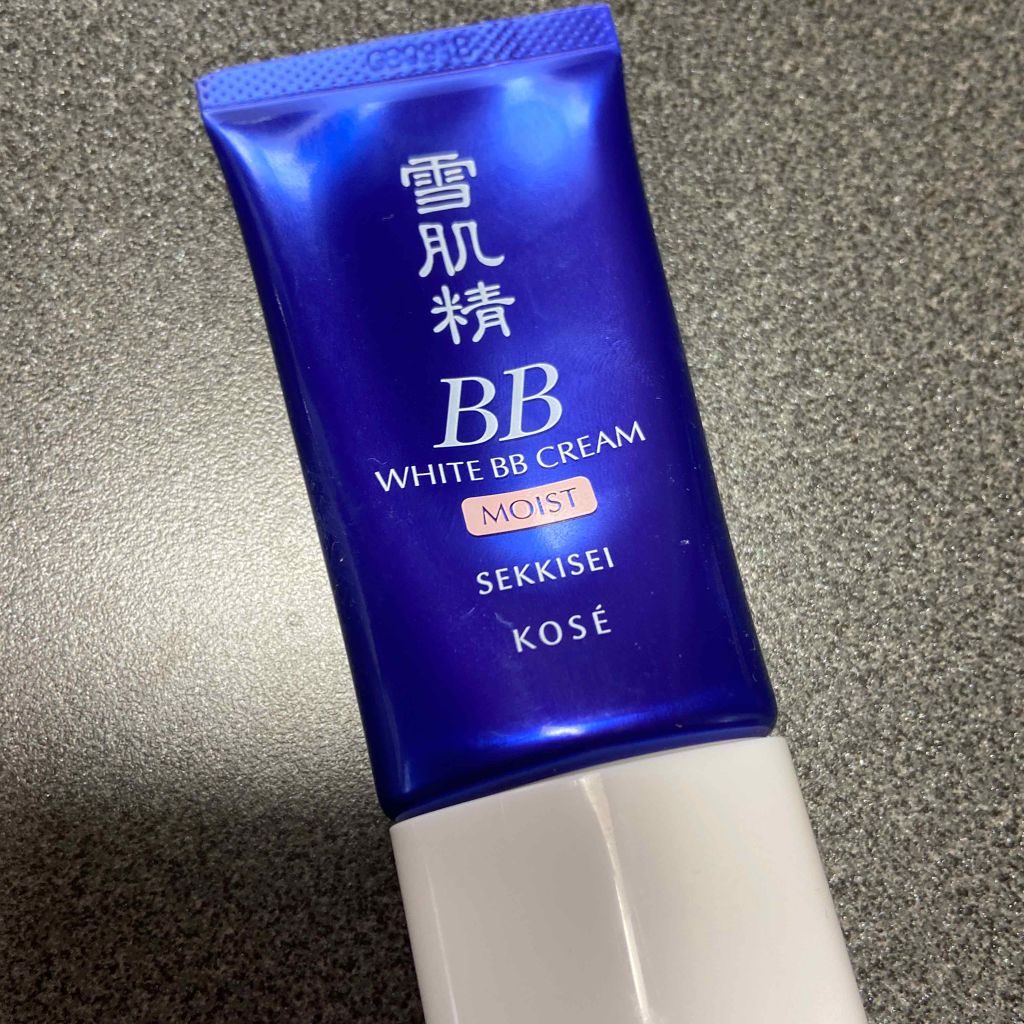 雪肌精
BB
WHITE BB CREAM
MOIST
SEKKISEI
KOSÉ